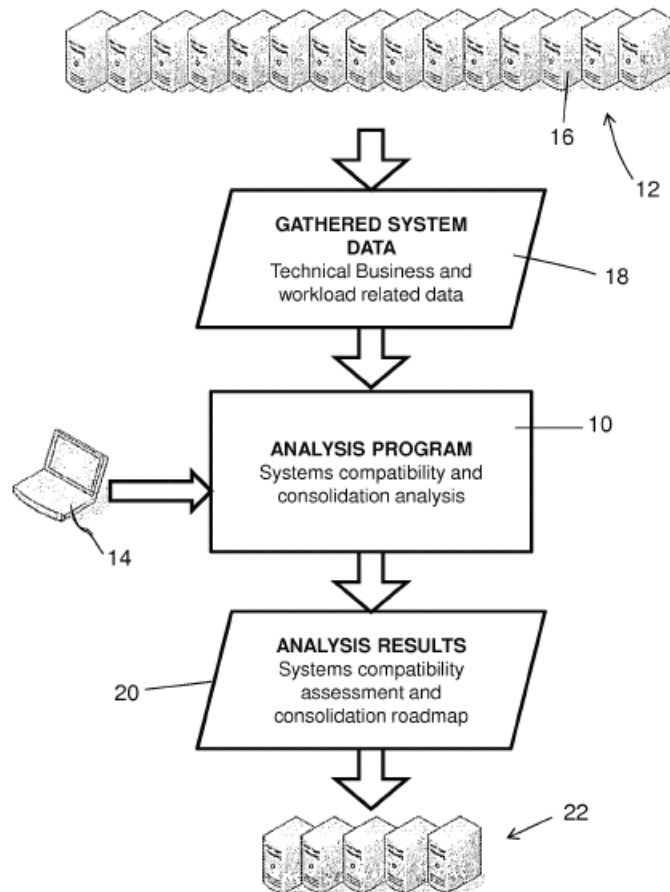 16
12
GATHERED SYSTEM
DATA
Technical Business and
workload related data
18
10
ANALYSIS PROGRAM
Systems compatibility and
consolidation analysis
14
ANALYSIS RESULTS
Systems compatibility
assessment and
consolidation roadmap
20
22